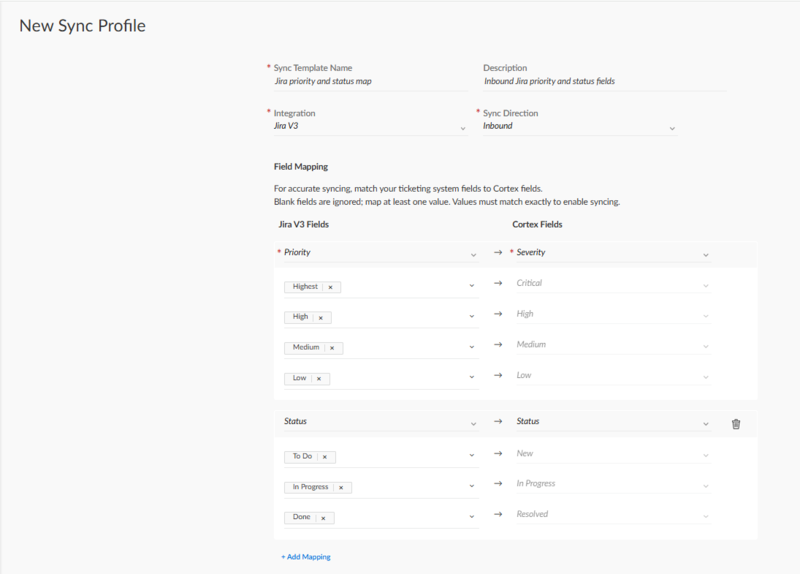 New Sync Profile
* Sync Template Name
Description
Jira priority and status map
Inbound Jira priority and status fields
* Integration
* Sync Direction
Jira V3
Inbound
Field Mapping
For accurate syncing, match your ticketing system fields to Cortex fields.
Blank fields are ignored; map at least one value. Values must match exactly to enable syncing.
Jira V3 Fields
Cortex Fields
* Priority → * Severity
Highest × → Critical
High × → High
Medium × → Medium
Low × → Low
Status → Status
To Do × → New
In Progress × → In Progress
Done × → Resolved
+ Add Mapping